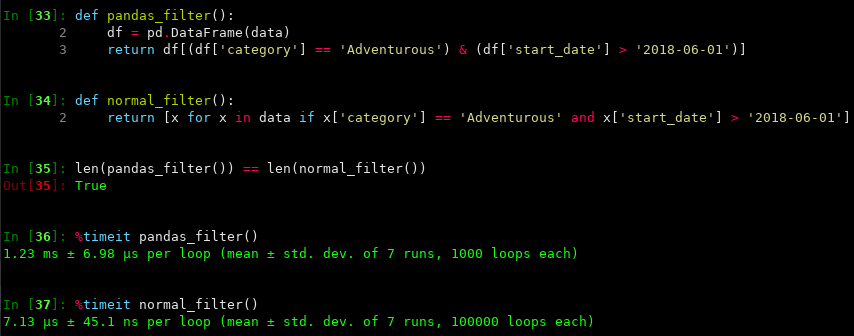 In [33]: def pandas_filter():
2 df = pd.DataFrame(data)
3 return df[(df['category'] == 'Adventurous') & (df['start_date'] > '2018-06-01')]
In [34]: def normal_filter():
2 return [x for x in data if x['category'] == 'Adventurous' and x['start_date'] > '2018-06-01']
In [35]: len(pandas_filter()) == len(normal_filter())
Out[35]: True
In [36]: %timeit pandas_filter()
1.23 ms ± 6.98 µs per loop (mean ± std. dev. of 7 runs, 1000 loops each)
In [37]: %timeit normal_filter()
7.13 µs ± 45.1 ns per loop (mean ± std. dev. of 7 runs, 100000 loops each)